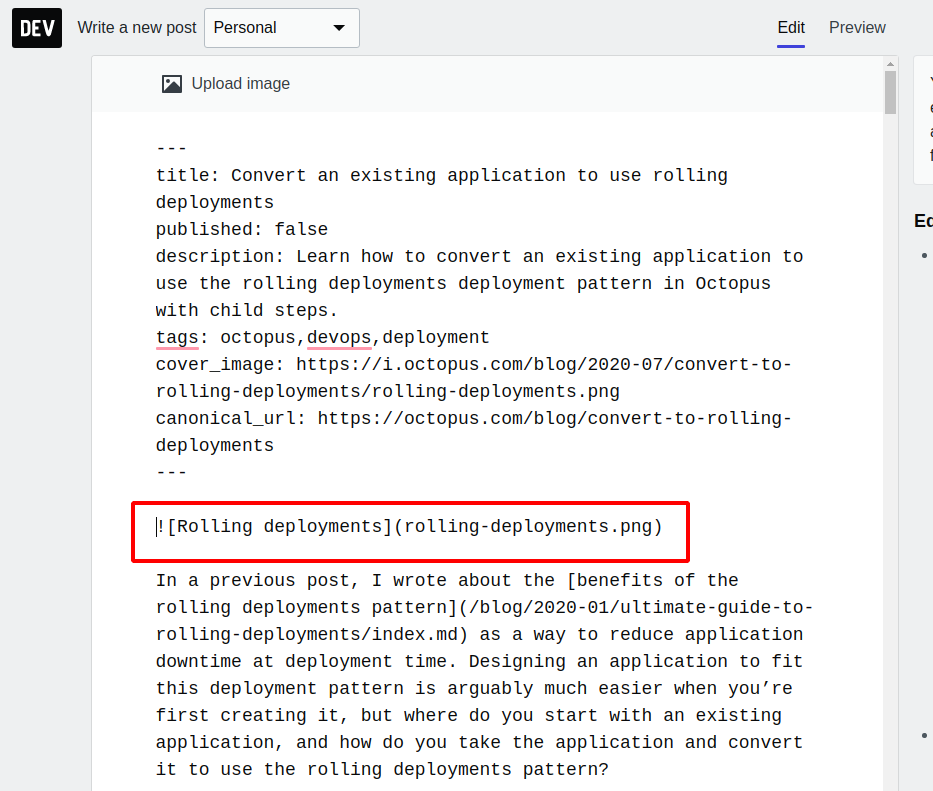 DEV Write a new post Personal Edit Preview
Upload image
---
title: Convert an existing application to use rolling
deployments
published: false
description: Learn how to convert an existing application to
use the rolling deployments deployment pattern in Octopus
with child steps.
tags: octopus,devops,deployment
cover_image: https://i.octopus.com/blog/2020-07/convert-to-
rolling-deployments/rolling-deployments.png
canonical_url: https://octopus.com/blog/convert-to-rolling-
deployments
---
![Rolling deployments](rolling-deployments.png)
In a previous post, I wrote about the [benefits of the
rolling deployments pattern](/blog/2020-01/ultimate-guide-to-
rolling-deployments/index.md) as a way to reduce application
downtime at deployment time. Designing an application to fit
this deployment pattern is arguably much easier when you’re
first creating it, but where do you start with an existing
application, and how do you take the application and convert
it to use the rolling deployments pattern?